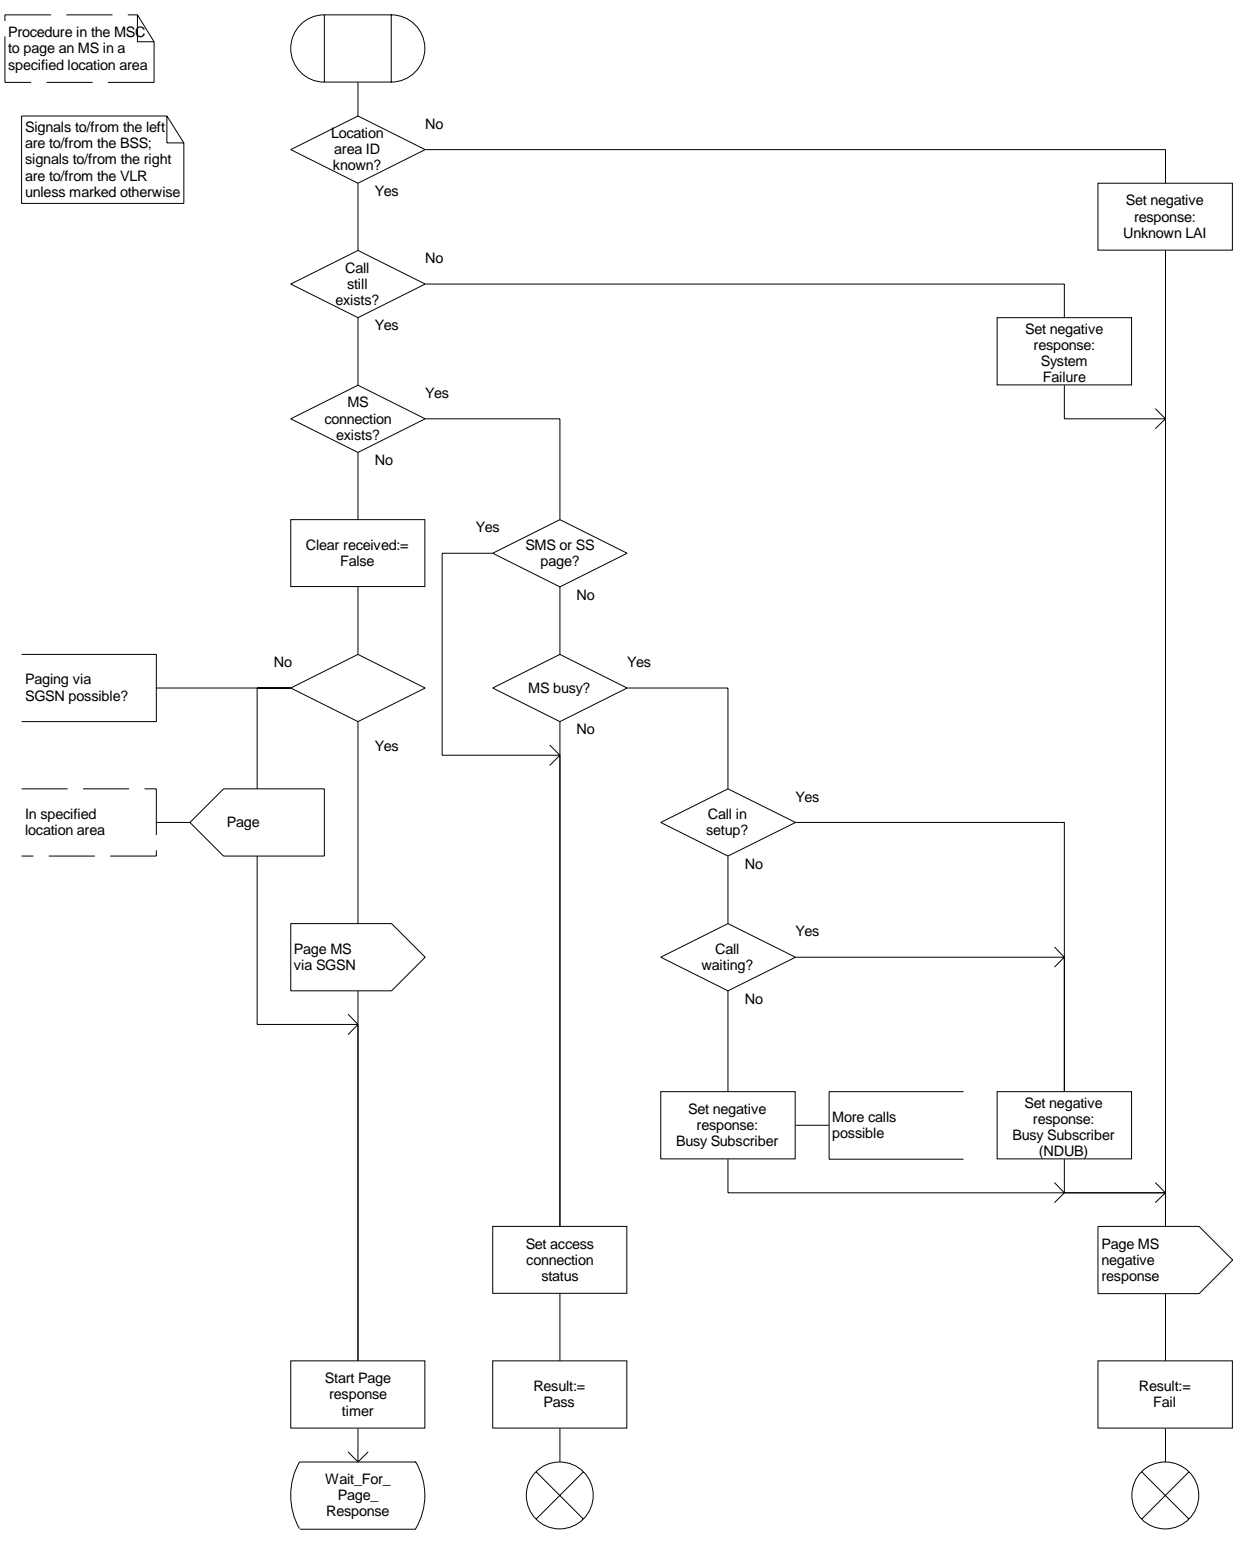 Procedure in the MSC
to page an MS in a
specified location area
Signals to/from the left
are to/from the BSS;
signals to/from the right
are to/from the VLR
unless marked otherwise
Location
area ID
known?
No
Yes
Set negative
response:
Unknown LAI
Call
still
exists?
No
Yes
Set negative
response:
System
Failure
MS
connection
exists?
Yes
No
Clear received:=
False
Yes
SMS or SS
page?
No
Paging via
SGSN possible?
No
Yes
MS busy?
Yes
No
In specified
location area
Page
Call in
setup?
Yes
No
Page MS
via SGSN
Call
waiting?
Yes
No
Set negative
response:
Busy Subscriber
More calls
possible
Set negative
response:
Busy Subscriber
(NDUB)
Set access
connection
status
Page MS
negative
response
Start Page
response
timer
Result:=
Pass
Result:=
Fail
Wait_For_
Page_
Response